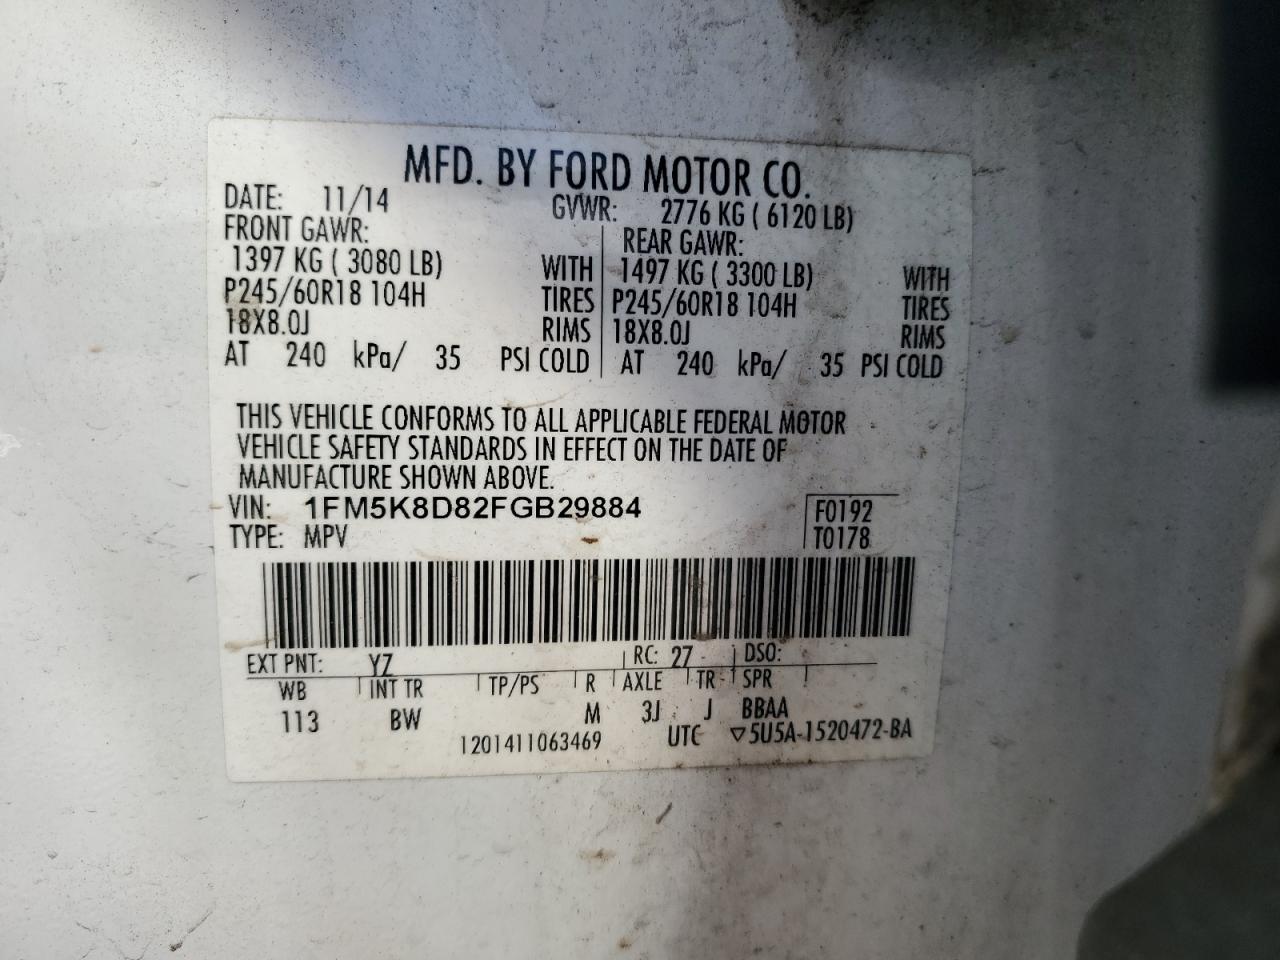 MFD. BY FORD MOTOR CO.
DATE: 11/14 GVWR: 2776 KG ( 6120 LB)
FRONT GAWR: REAR GAWR:
1397 KG ( 3080 LB) WITH 1497 KG ( 3300 LB) WITH
P245/60R18 104H TIRES P245/60R18 104H TIRES
18X8.0J RIMS 18X8.0J RIMS
AT 240 kPa/ 35 PSI COLD AT 240 kPa/ 35 PSI COLD
THIS VEHICLE CONFORMS TO ALL APPLICABLE FEDERAL MOTOR
VEHICLE SAFETY STANDARDS IN EFFECT ON THE DATE OF
MANUFACTURE SHOWN ABOVE.
VIN: 1FM5K8D82FGB29884 F0192
TYPE: MPV T0178
EXT PNT: YZ RC: 27 DSO:
WB INT TR TP/PS R AXLE TR SPR
113 BW M 3J J BBAA
1201411063469 UTC ▽5U5A-1520472-BA